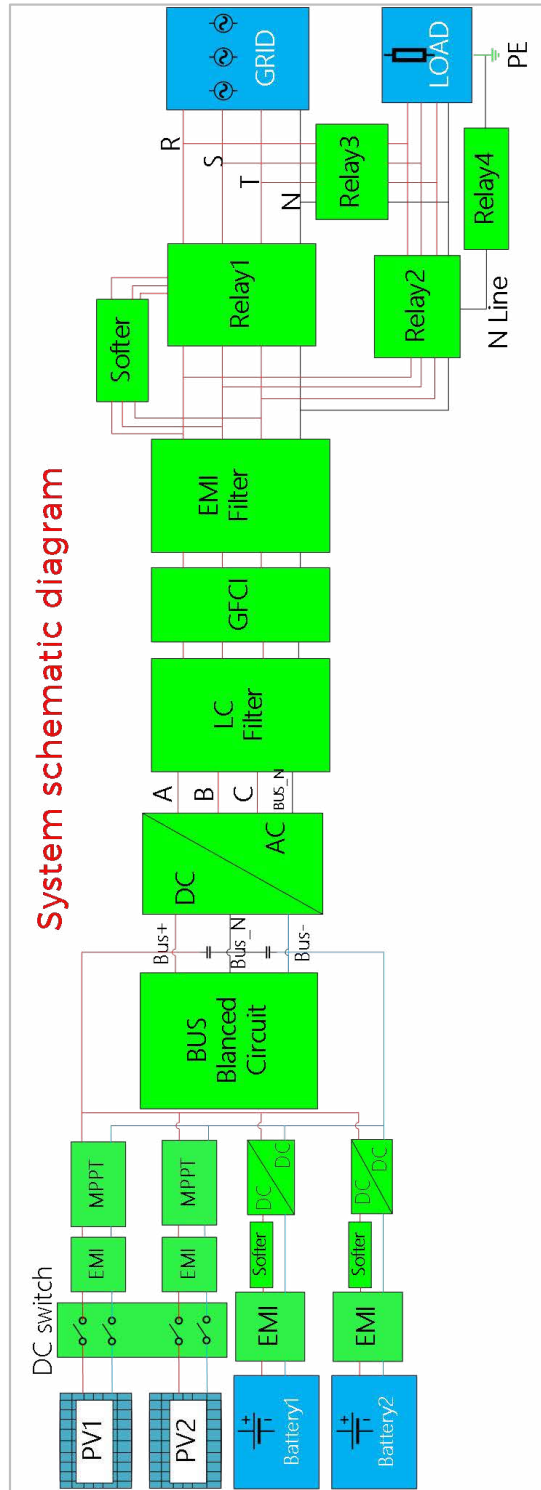 System schematic diagram
DC switch
PV1
PV2
Battery1
Battery2
+
-
+
-
EMI
EMI
EMI
EMI
MPPT
MPPT
Softer
Softer
DC
DC
DC
DC
BUS
Blanced
Circuit
Bus+
Bus_N
Bus-
DC
AC
A
B
C
BUS_N
LC
Filter
GFCI
EMI
Filter
Softer
Relay1
Relay2
N Line
R
S
T
N
Relay3
Relay4
GRID
LOAD
PE